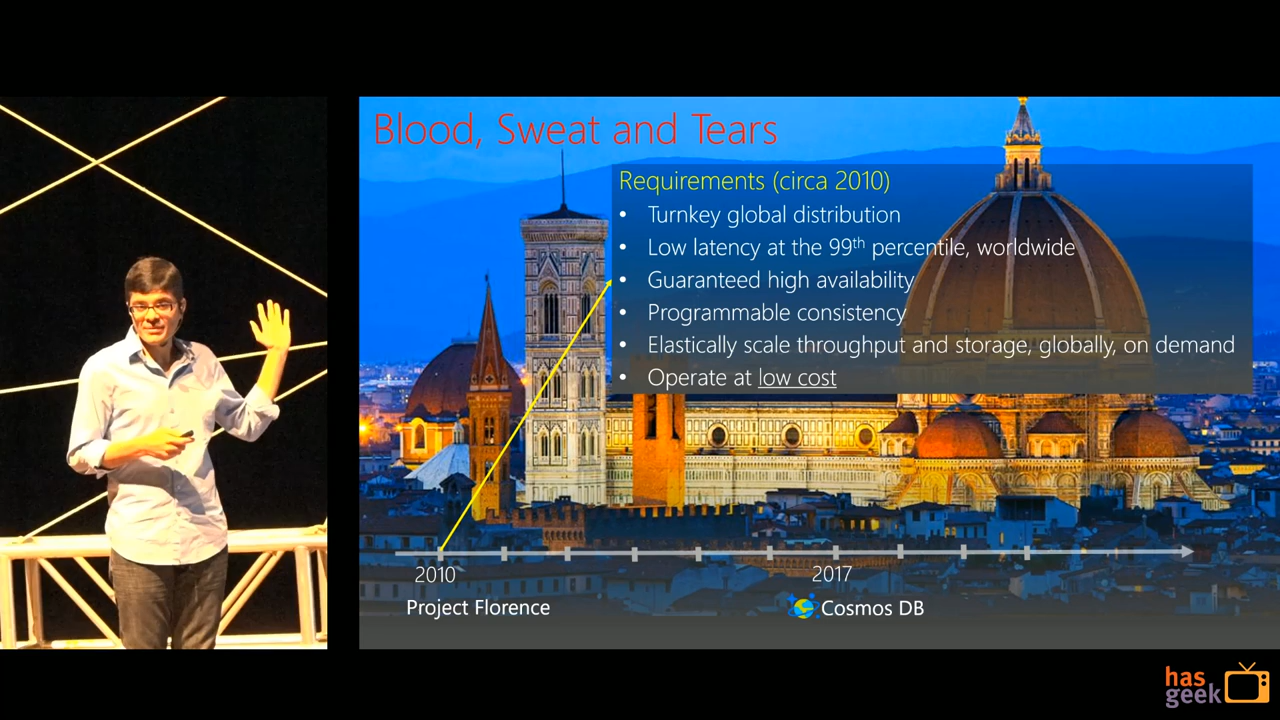 Blood, Sweat and Tears
Requirements (circa 2010)
• Turnkey global distribution
• Low latency at the 99th percentile, worldwide
• Guaranteed high availability
• Programmable consistency
• Elastically scale throughput and storage, globally, on demand
• Operate at low cost
2010
2017
Project Florence
Cosmos DB
has
geek